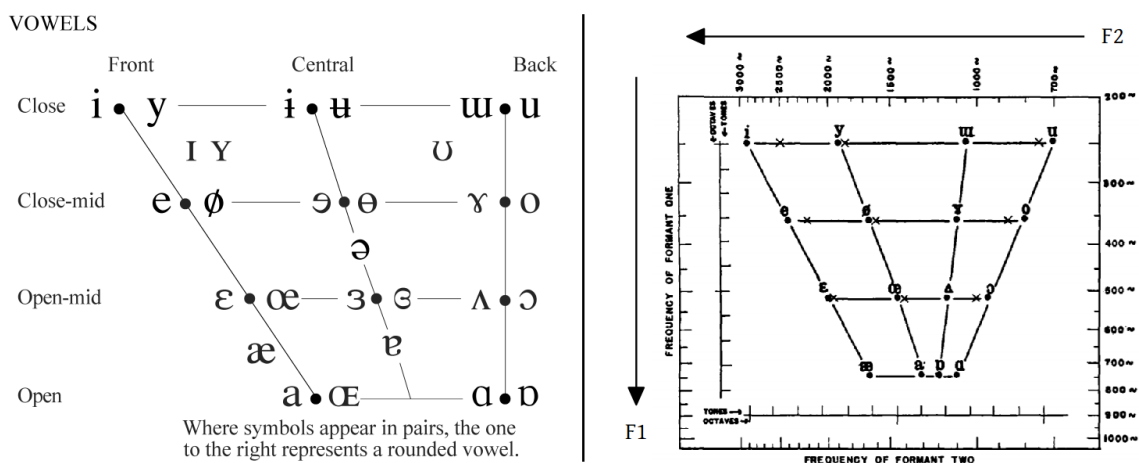 VOWELS
Front Central Back
Close i y ɨ ʉ ɯ u
ɪ ʏ ʊ
Close-mid e ø ɘ ɵ ɤ o
ə
Open-mid ɛ œ ɜ ɞ ʌ ɔ
æ ɐ
Open a ɶ ɑ ɒ
Where symbols appear in pairs, the one
to the right represents a rounded vowel.
F2
F1
3000~ 2500~ 2000~ 1500~ 1000~ 700~
FREQUENCY OF FORMANT ONE
OCTAVES
TONES
i y ɯ u
e ø ɤ o
ɛ œ ʌ ɔ
æ ɒ ɑ
300~
400~
500~
600~
700~
800~
900~
1000~
TONES
OCTAVES
FREQUENCY OF FORMANT TWO